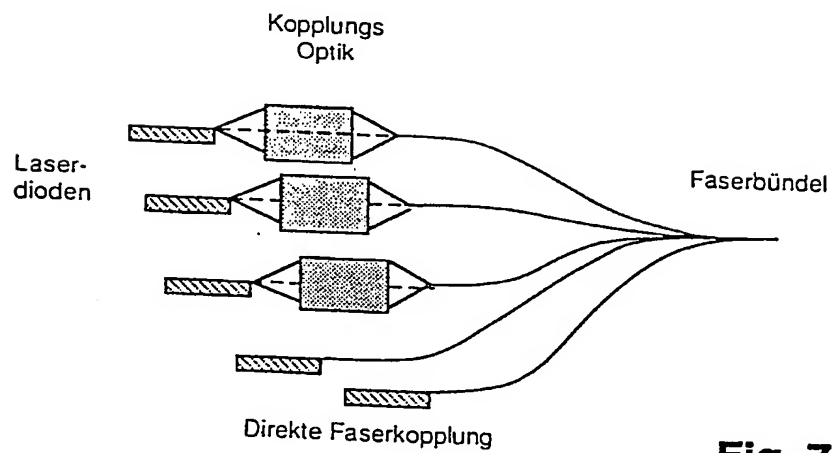 Kopplungs
Optik
Laser-
dioden
Faserbündel
Direkte Faserkopplung
Fig. 7